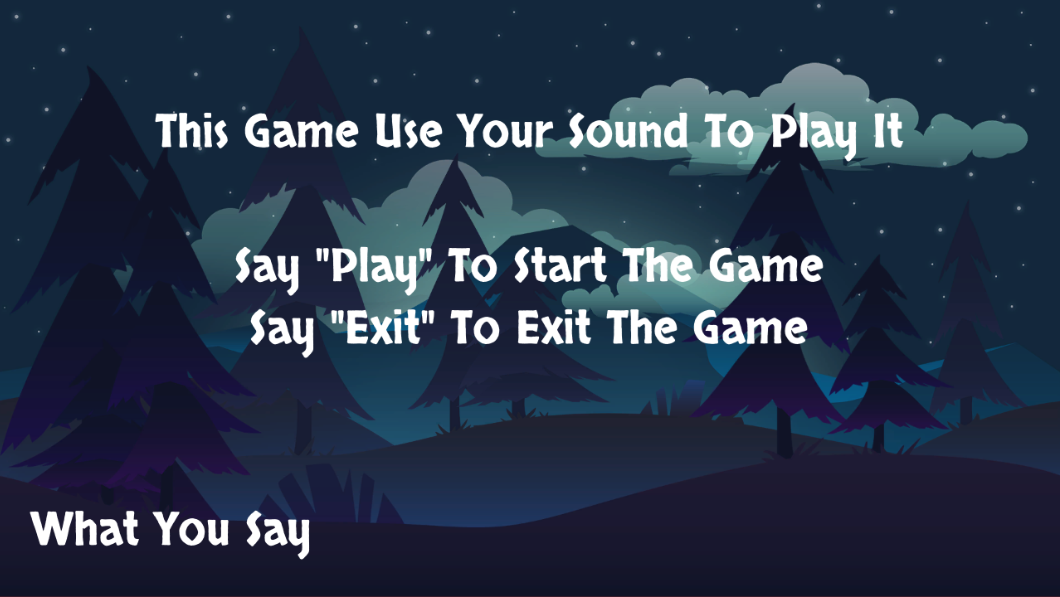 This Game Use Your Sound To Play It
Say "Play" To Start The Game
Say "Exit" To Exit The Game
What You Say